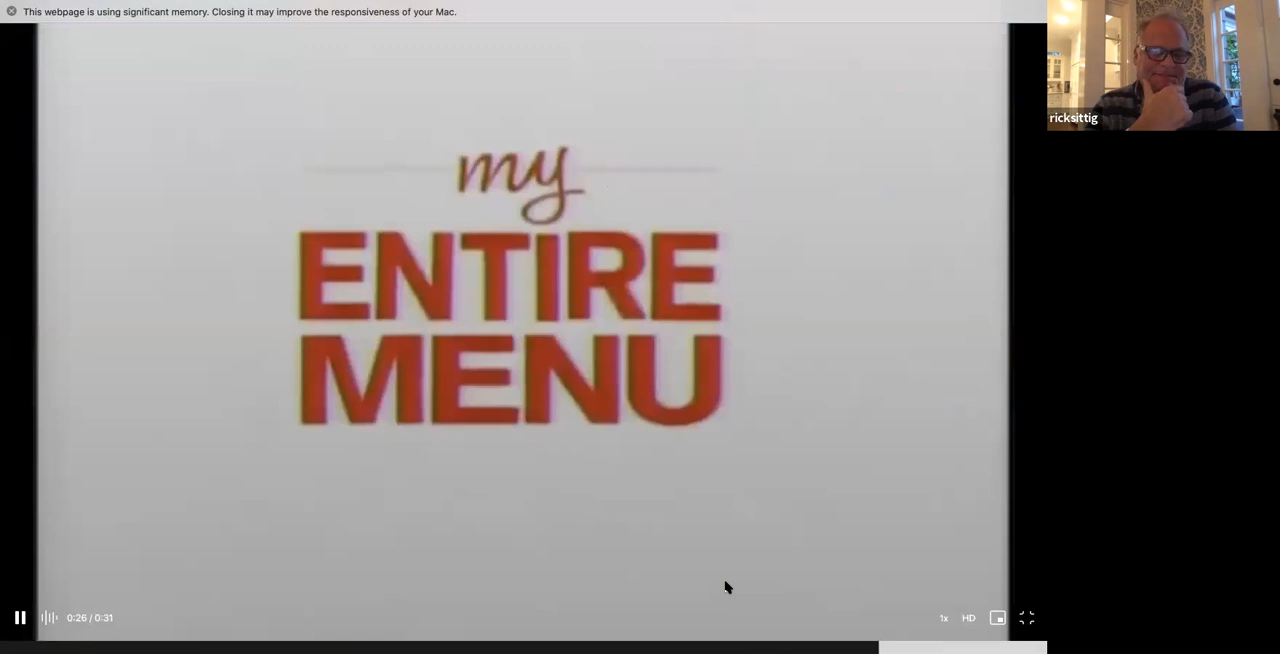 This webpage is using significant memory. Closing it may improve the responsiveness of your Mac.
ricksittig
my
ENTIRE
MENU
0:26 / 0:31
1x
HD